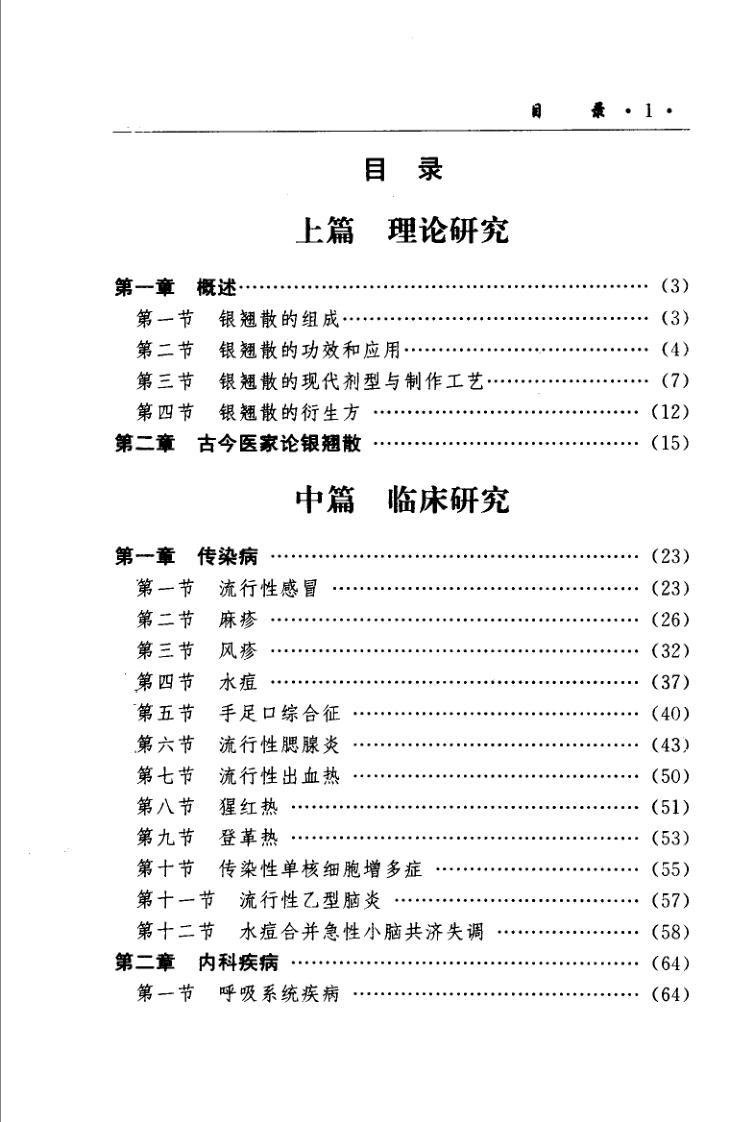 目 录 · 1 ·
目 录
上篇 理论研究
第一章 概述…………………………………………………… (3)
第一节 银翘散的组成……………………………………… (3)
第二节 银翘散的功效和应用……………………………… (4)
第三节 银翘散的现代剂型与制作工艺…………………… (7)
第四节 银翘散的衍生方 ………………………………… (12)
第二章 古今医家论银翘散 ………………………………… (15)
中篇 临床研究
第一章 传染病 ……………………………………………… (23)
第一节 流行性感冒 ……………………………………… (23)
第二节 麻疹 ……………………………………………… (26)
第三节 风疹 ……………………………………………… (32)
第四节 水痘 ……………………………………………… (37)
第五节 手足口综合征 …………………………………… (40)
第六节 流行性腮腺炎 …………………………………… (43)
第七节 流行性出血热 …………………………………… (50)
第八节 猩红热 …………………………………………… (51)
第九节 登革热 …………………………………………… (53)
第十节 传染性单核细胞增多症 ………………………… (55)
第十一节 流行性乙型脑炎 ……………………………… (57)
第十二节 水痘合并急性小脑共济失调 ………………… (58)
第二章 内科疾病 …………………………………………… (64)
第一节 呼吸系统疾病 …………………………………… (64)